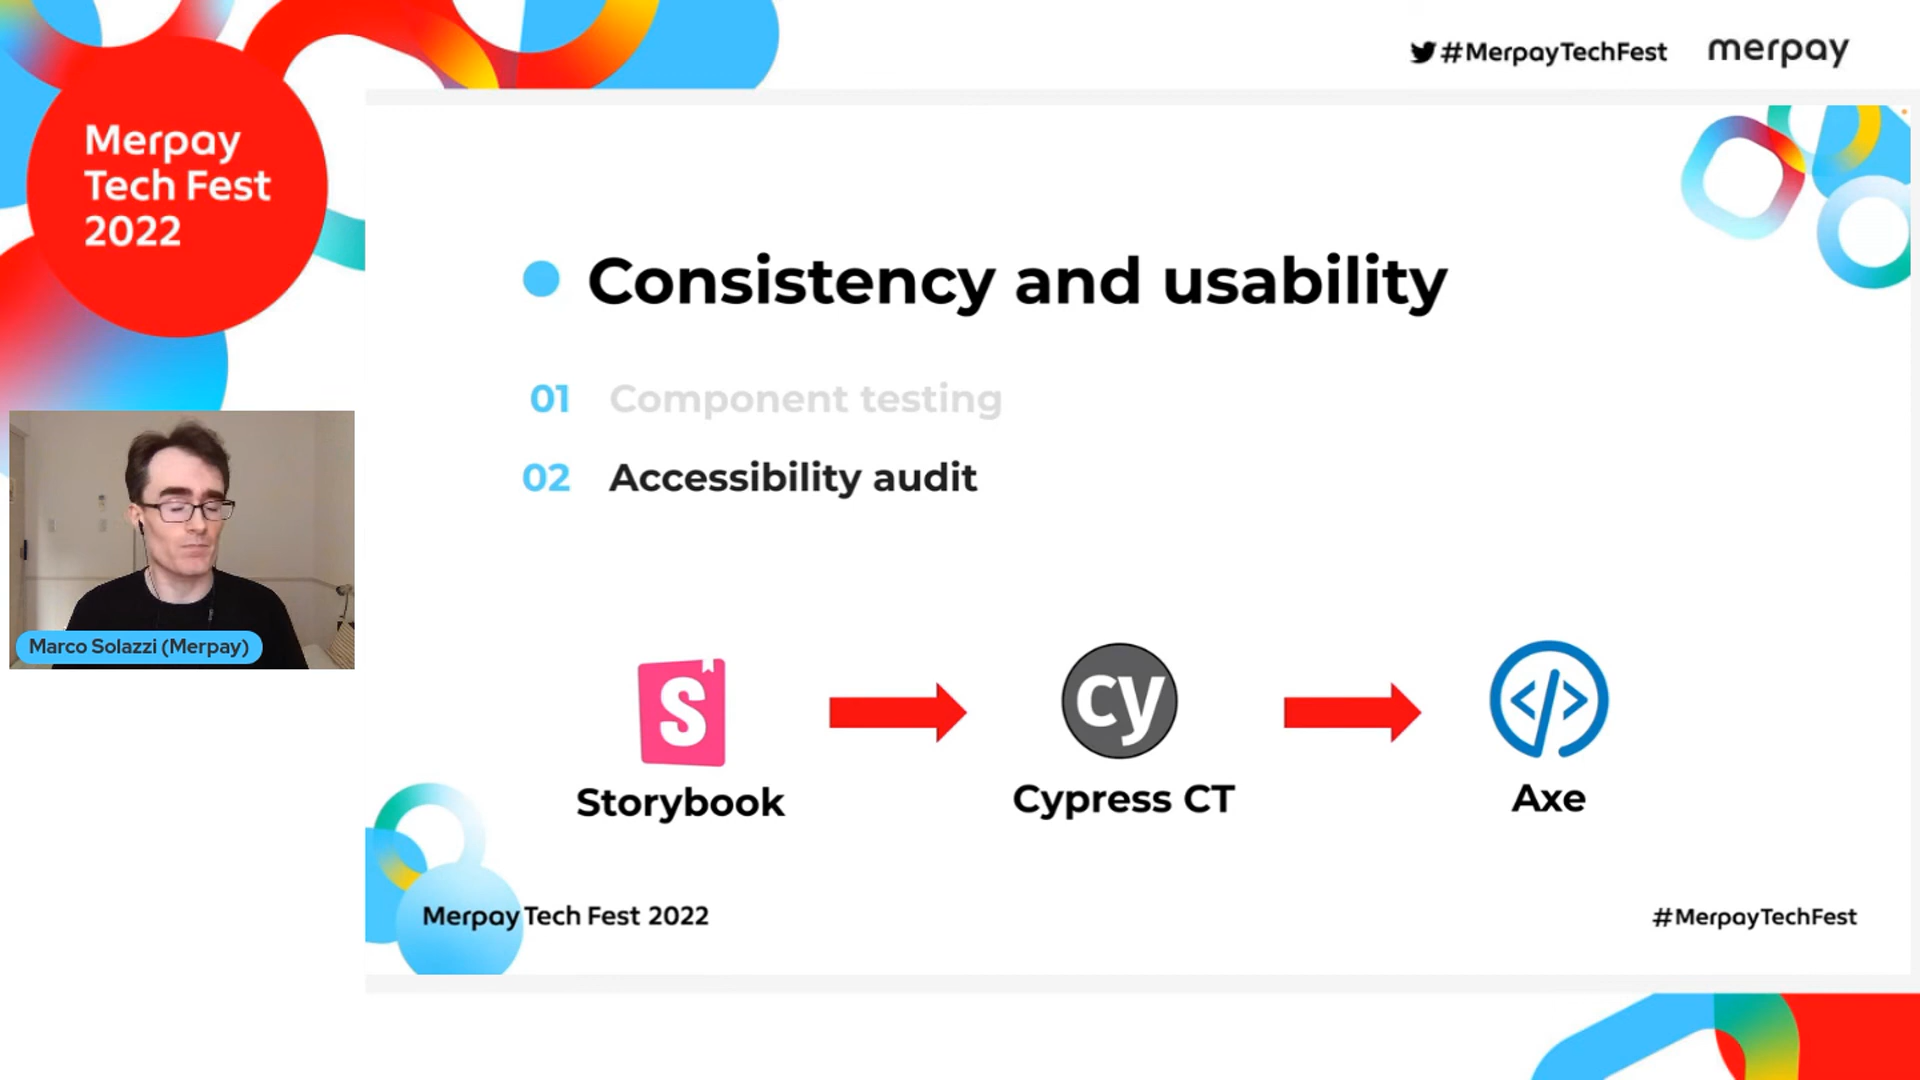 #MerpayTechFest merpay
Merpay
Tech Fest
2022
Consistency and usability
01 Component testing
02 Accessibility audit
Marco Solazzi (Merpay)
S
cy
</>
Storybook
Cypress CT
Axe
Merpay Tech Fest 2022
#MerpayTechFest